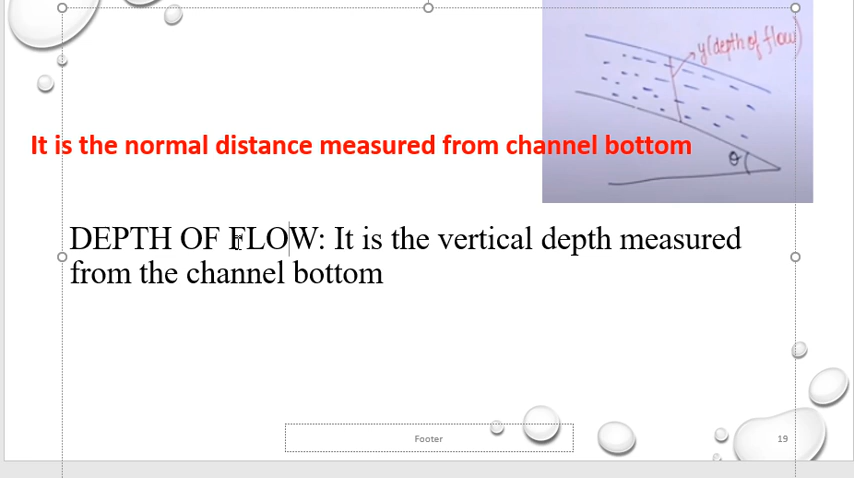 y(depth of flow)
It is the normal distance measured from channel bottom
θ
DEPTH OF FLOW: It is the vertical depth measured
from the channel bottom
Footer
19